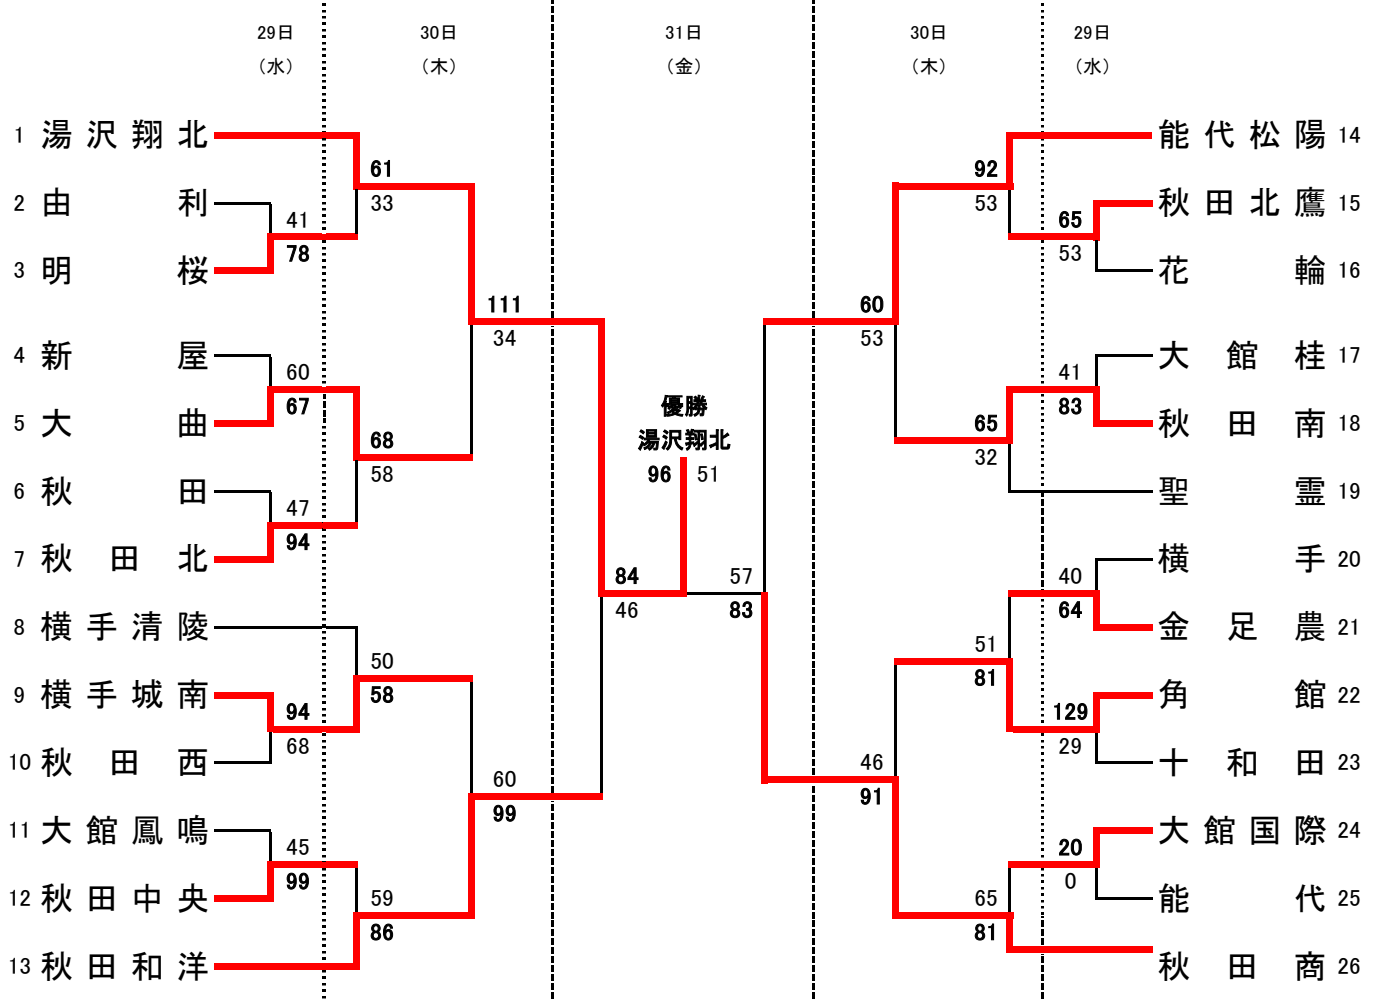 29日 30日 31日 30日 29日
（水） （木） （金） （木） （水）
1 湯沢翔北
2 由利
3 明桜
4 新屋
5 大曲
6 秋田
7 秋田北
8 横手清陵
9 横手城南
10 秋田西
11 大館鳳鳴
12 秋田中央
13 秋田和洋
41
78
60
67
47
94
94
68
45
99
61
33
68
58
50
58
59
86
111
34
60
99
84
46
優勝
湯沢翔北
96 51
57
83
60
53
46
91
92
53
65
32
51
81
65
81
65
53
41
83
40
64
129
29
20
0
能代松陽 14
秋田北鷹 15
花輪 16
大館桂 17
秋田南 18
聖霊 19
横手 20
金足農 21
角館 22
十和田 23
大館国際 24
能代 25
秋田商 26